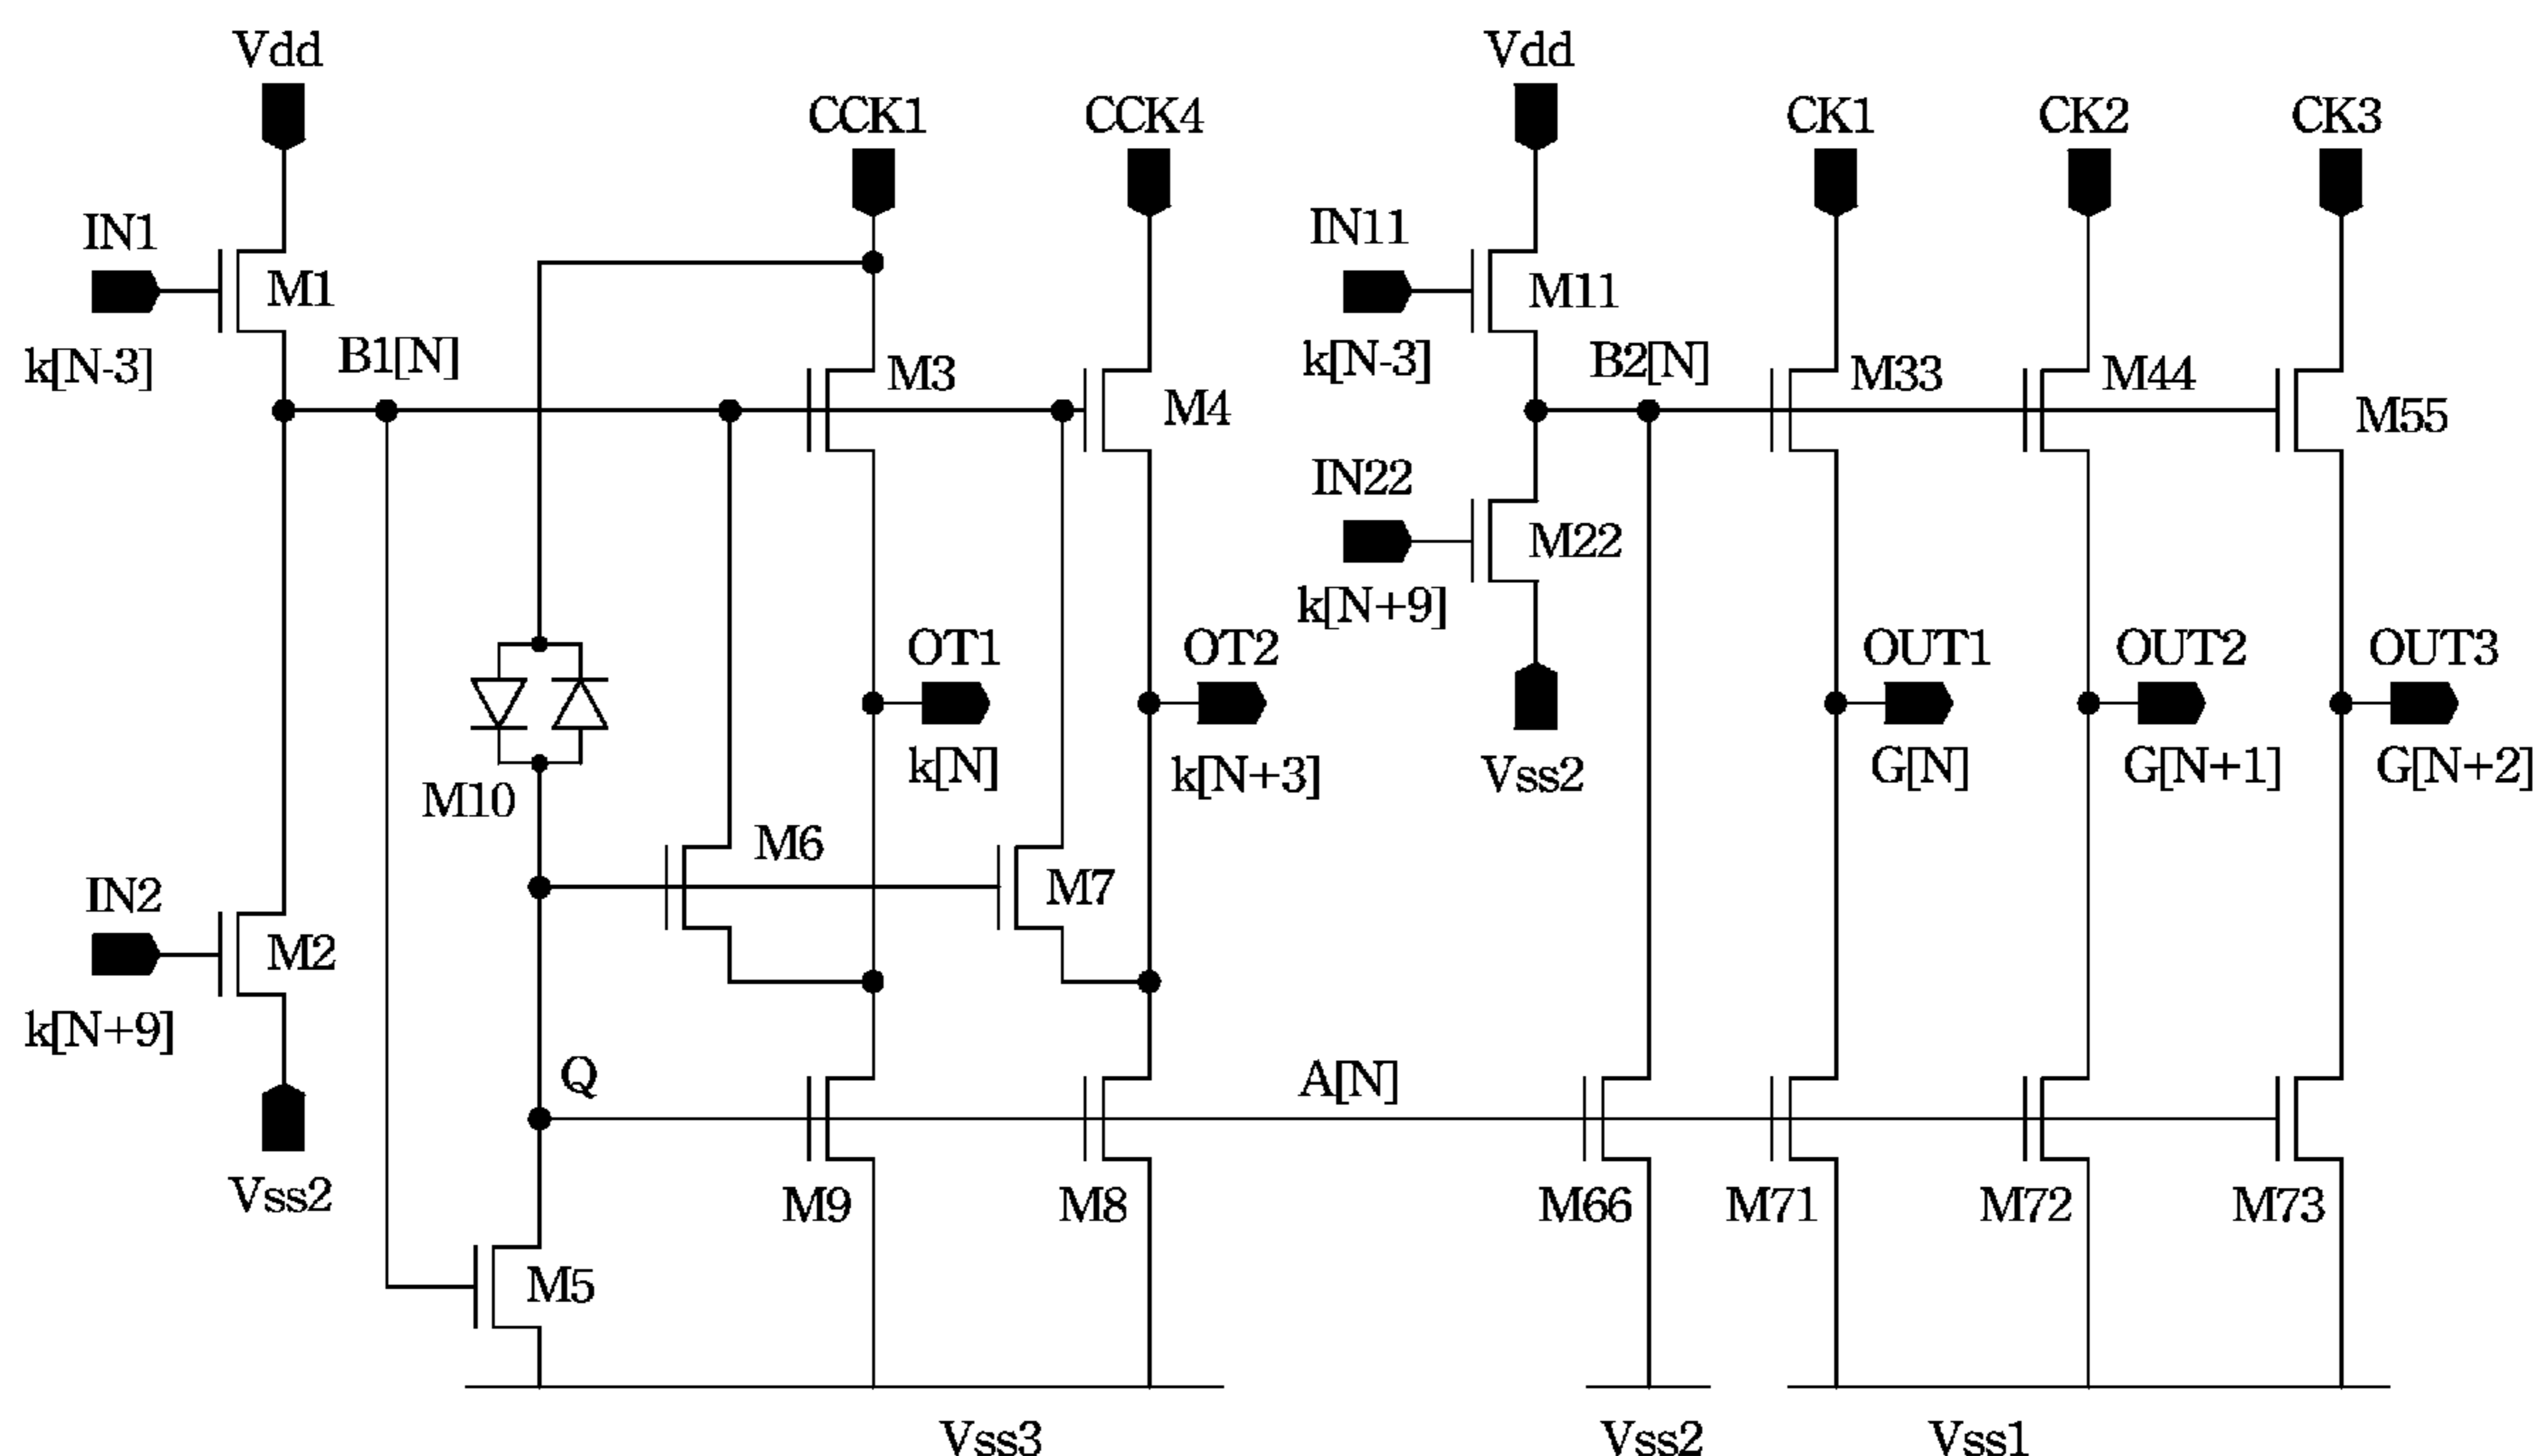 Vdd
Vdd
CCK1
CCK4
CK1
CK2
CK3
IN1
M1
k[N-3]
B1[N]
M3
M4
IN11
M11
k[N-3]
B2[N]
M33
M44
M55
IN22
M22
k[N+9]
Vss2
OT1
k[N]
OT2
k[N+3]
OUT1
G[N]
OUT2
G[N+1]
OUT3
G[N+2]
M10
M6
M7
IN2
M2
k[N+9]
Vss2
Q
A[N]
M9
M8
M66
M71
M72
M73
M5
Vss3
Vss2
Vss1